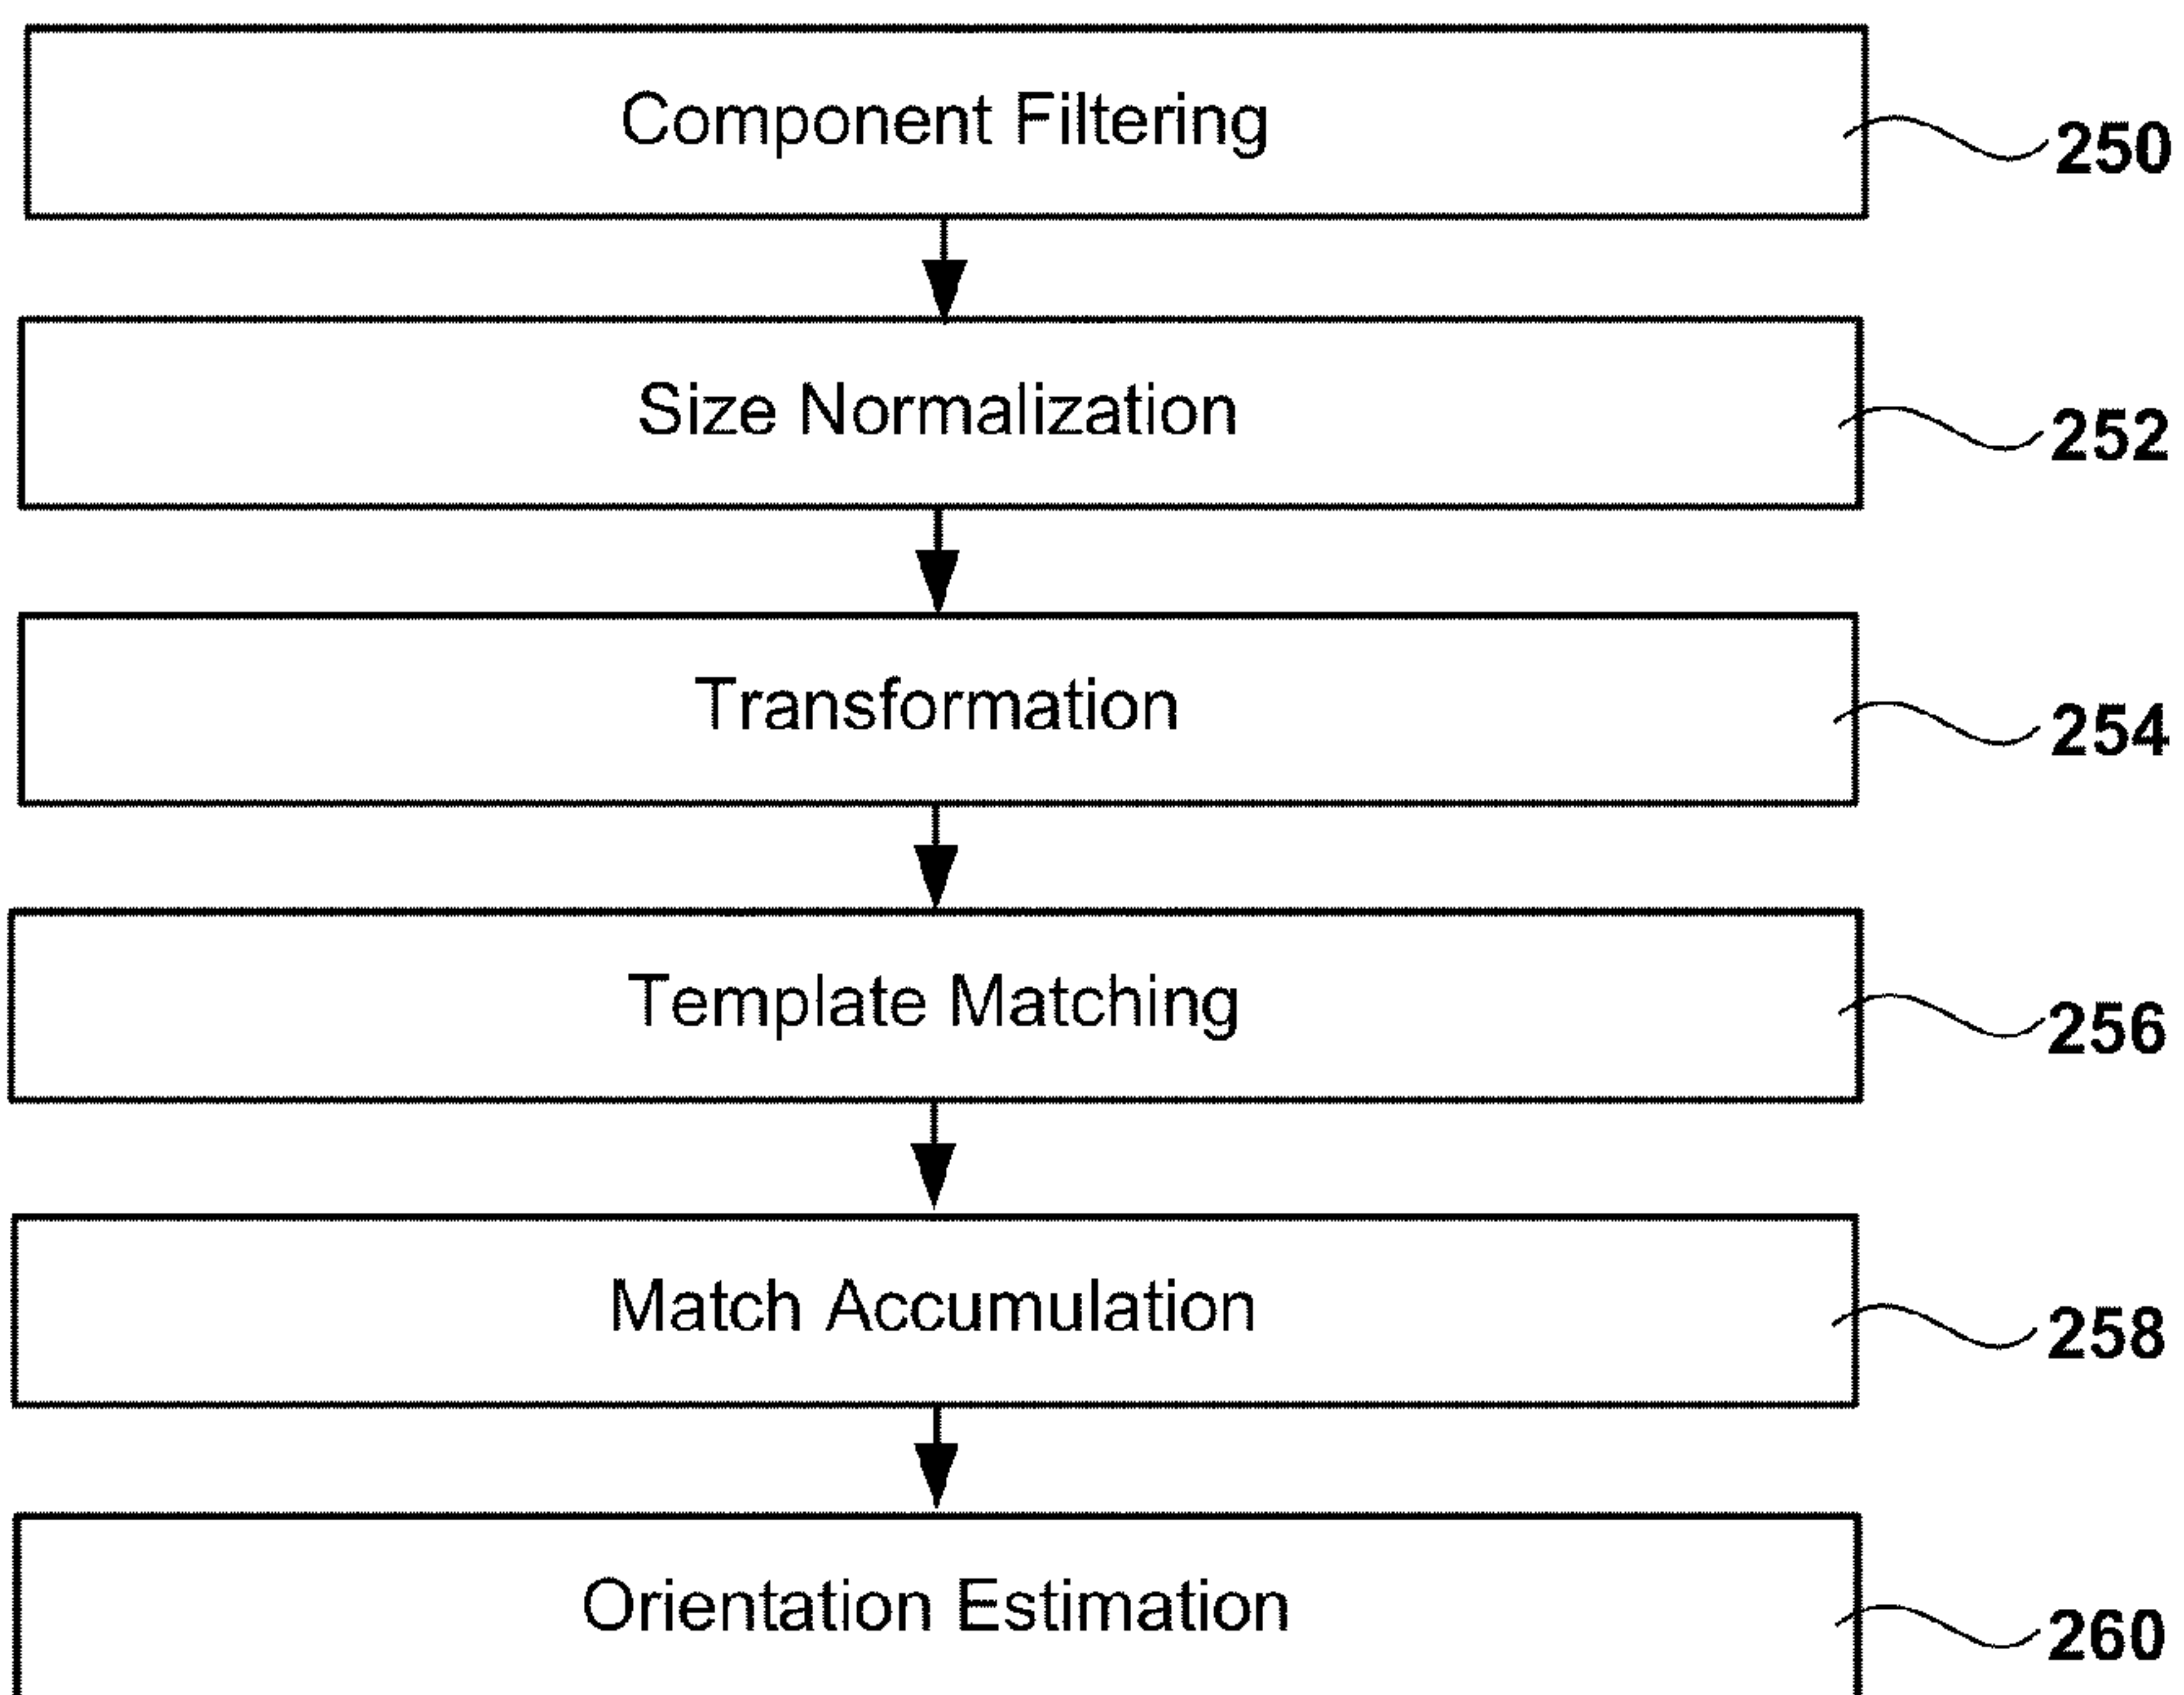 Component Filtering
250
Size Normalization
252
Transformation
254
Template Matching
256
Match Accumulation
258
Orientation Estimation
260